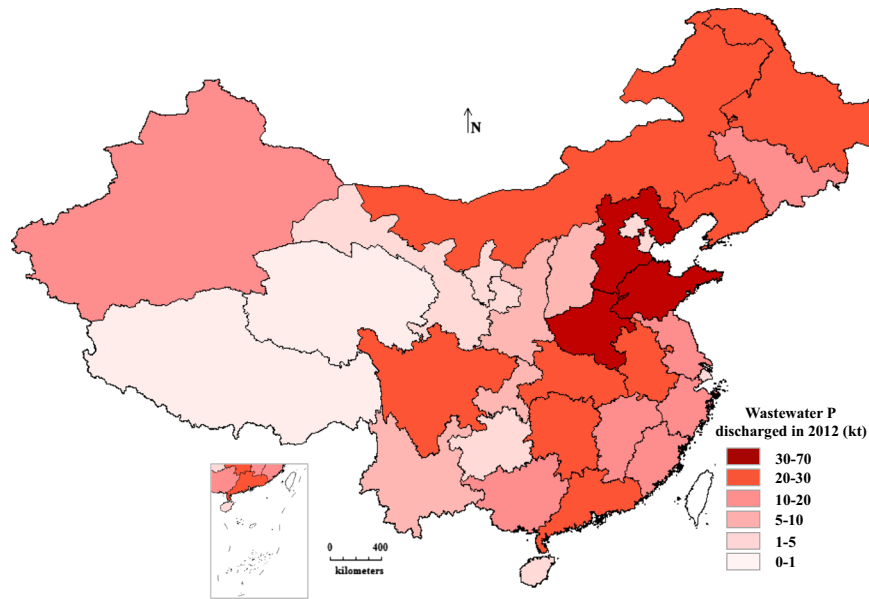 N
Wastewater P
discharged in 2012 (kt)
30-70
20-30
10-20
5-10
1-5
0-1
0 400
kilometers